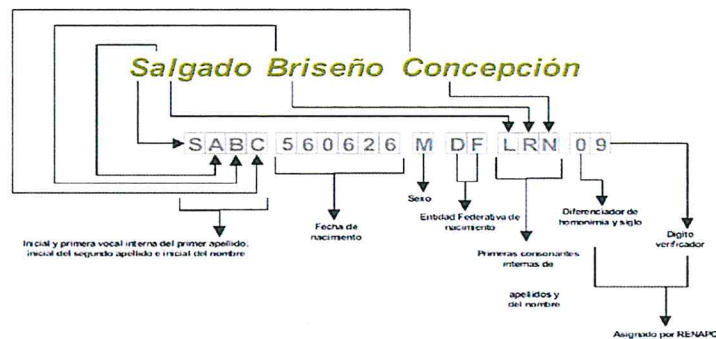 Salgado Briseño Concepción
SABC 560626 M DF LRN 09
Sexo
Fecha de
nacimiento
Entidad Federativa de
nacimiento
Diferenciador de
homonimia y siglo
Digito
verificador
Inicial y primera vocal interna del primer apellido,
inicial del segundo apellido e inicial del nombre
Primeras consonantes
internas de
apellidos y
del nombre
Asignado por RENAPO